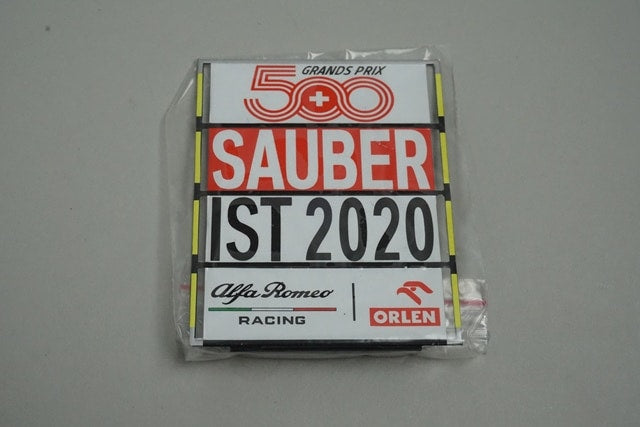 GRANDS PRIX
500
SAUBER
IST 2020
Alfa Romeo
RACING
ORLEN